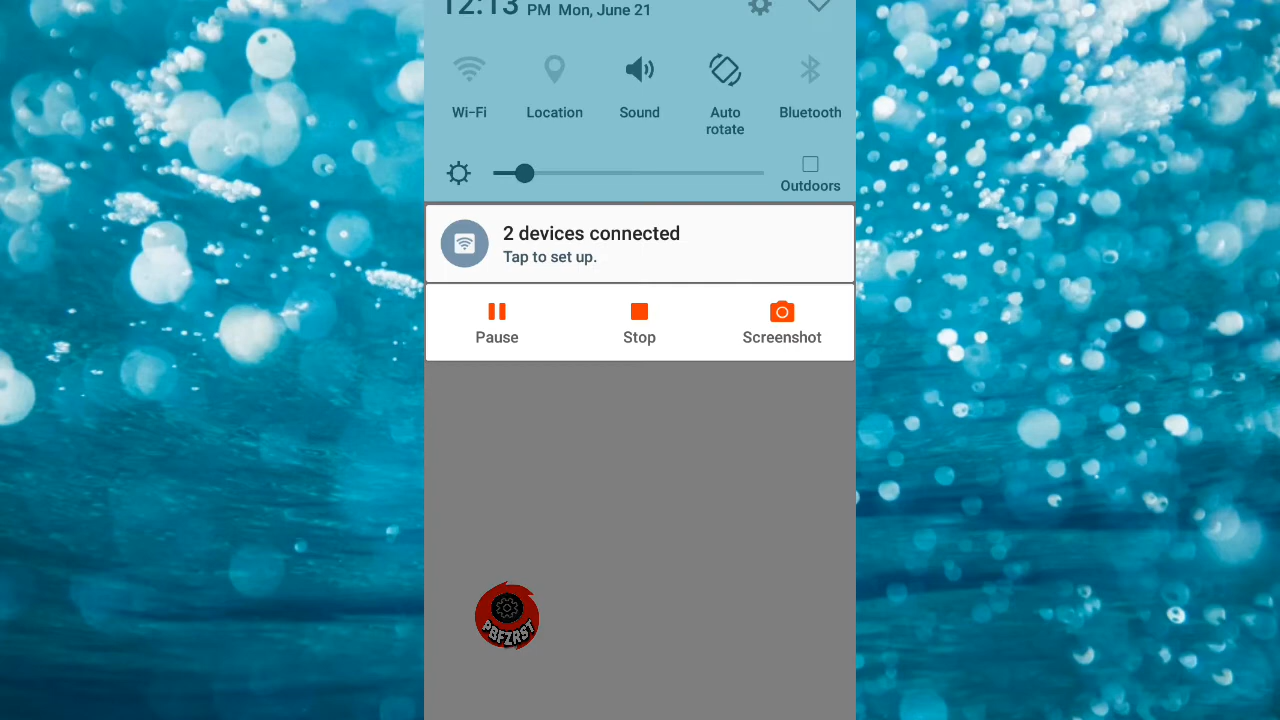 12:13 PM Mon, June 21
Wi-Fi
Location
Sound
Auto
rotate
Bluetooth
Outdoors
2 devices connected
Tap to set up.
Pause
Stop
Screenshot
PBFZRST